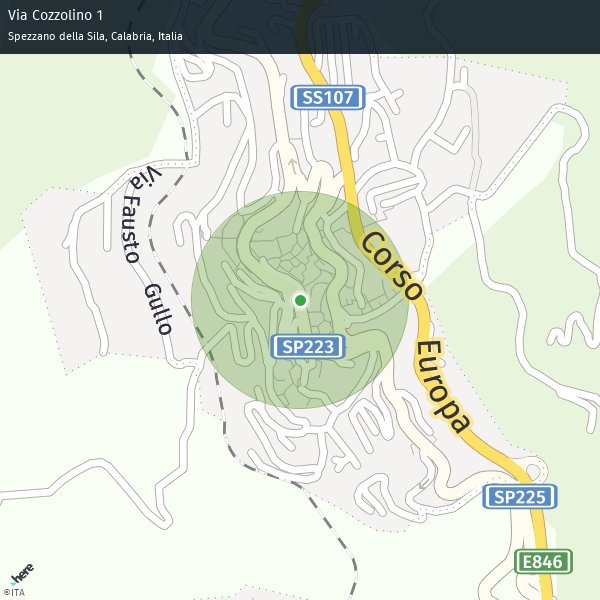 Via Cozzolino 1
Spezzano della Sila, Calabria, Italia
SS107
Via Fausto Gullo
Corso Europa
SP223
SP225
E846
here
©ITA